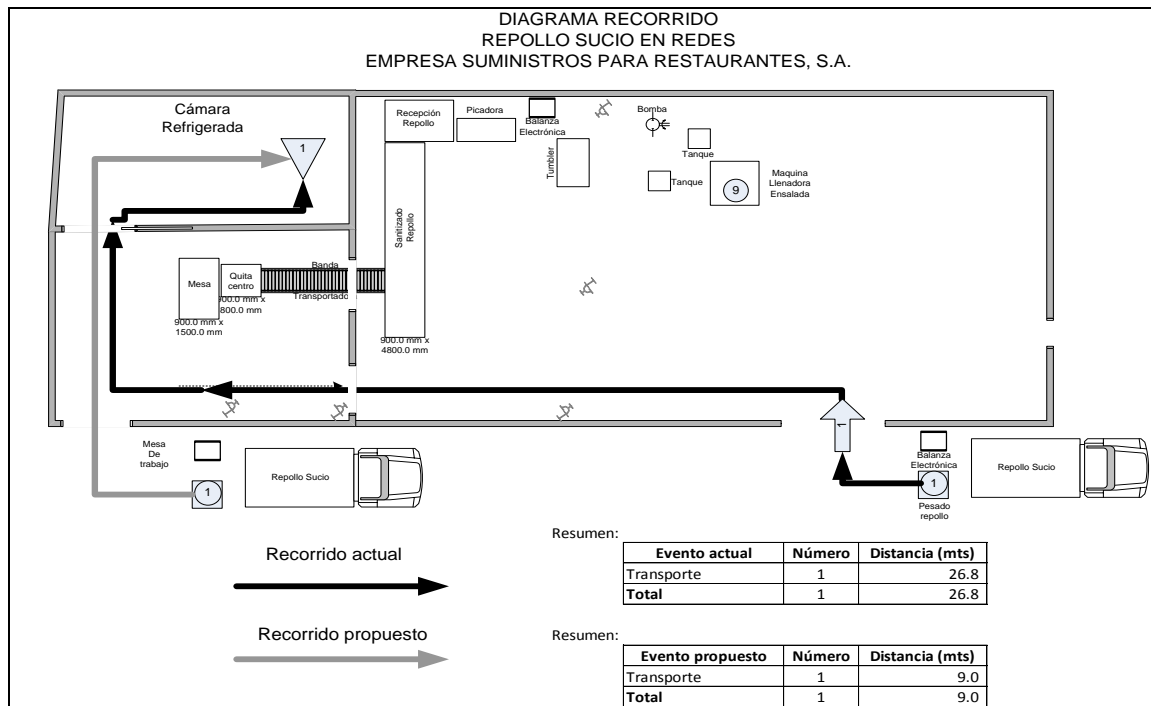 DIAGRAMA RECORRIDO
REPOLLO SUCIO EN REDES
EMPRESA SUMINISTROS PARA RESTAURANTES, S.A.
Cámara
Refrigerada
1
Recepción
Repollo
Picadora
Balanza
Electrónica
Tumbler
Bomba
Tanque
Tanque
9
Maquina
Llenadora
Ensalada
Sanitizado
Repollo
Mesa
900.0 mm x
1500.0 mm
Quita
centro
900.0 mm x
800.0 mm
Banda
Transportado
900.0 mm x
4800.0 mm
Mesa
De
trabajo
1
Repollo Sucio
1
Balanza
Electrónica
1
Pesado
repollo
Repollo Sucio
Recorrido actual
Resumen:
Evento actual Número Distancia (mts)
Transporte 1 26.8
Total 1 26.8
Recorrido propuesto
Resumen:
Evento propuesto Número Distancia (mts)
Transporte 1 9.0
Total 1 9.0